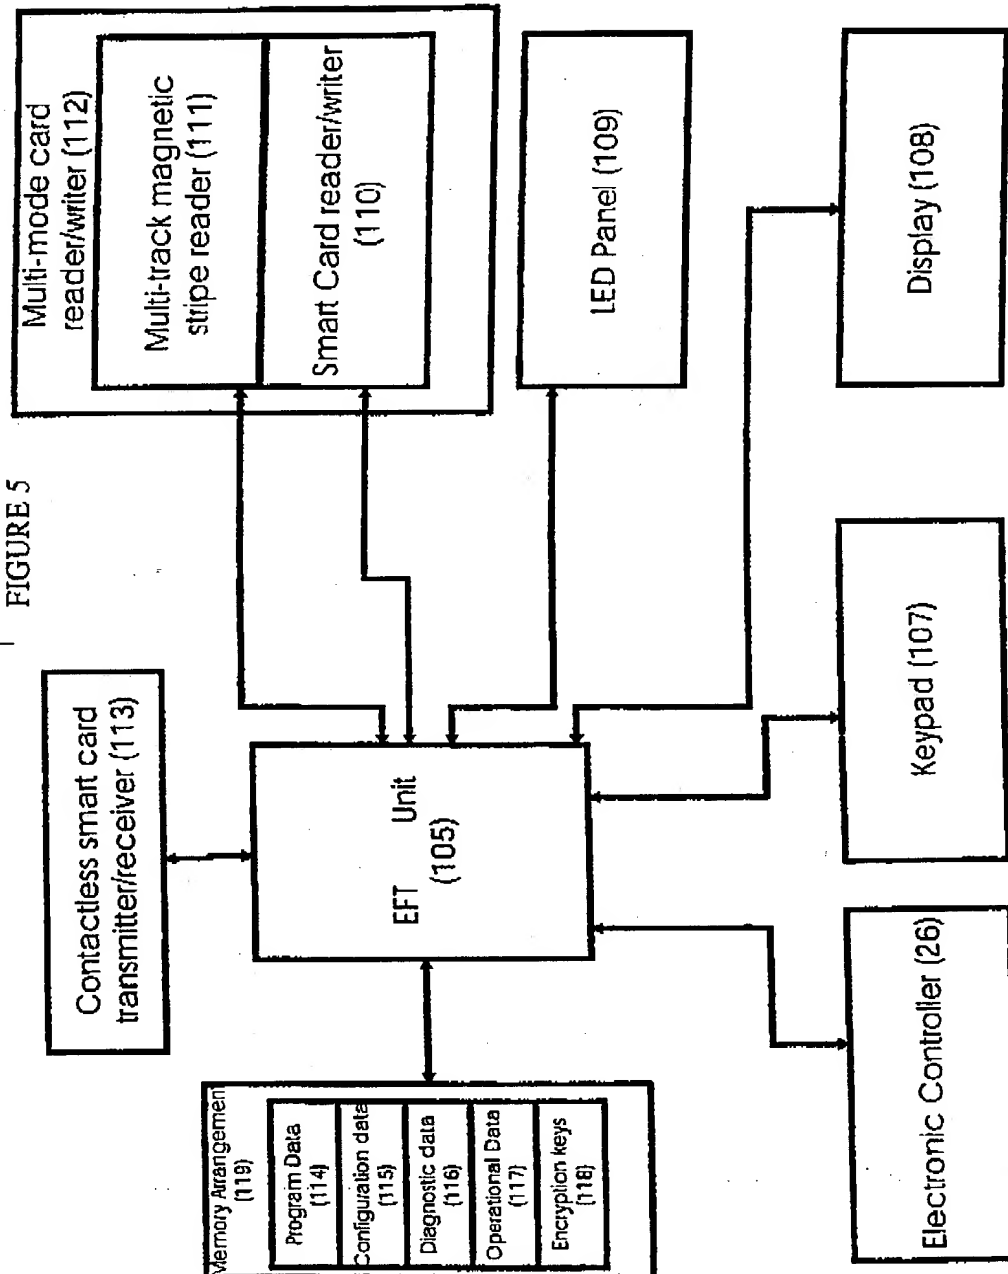 FIGURE 5
Contactless smart card
transmitter/receiver (113)
Multi-mode card
reader/writer (112)
Multi-track magnetic
stripe reader (111)
Smart Card reader/writer
(110)
LED Panel (109)
Display (108)
Keypad (107)
Electronic Controller (26)
EFT Unit
(105)
Memory Arrangement
(119)
Program Data
(114)
Configuration data
(115)
Diagnostic data
(116)
Operational Data
(117)
Encryption keys
(118)